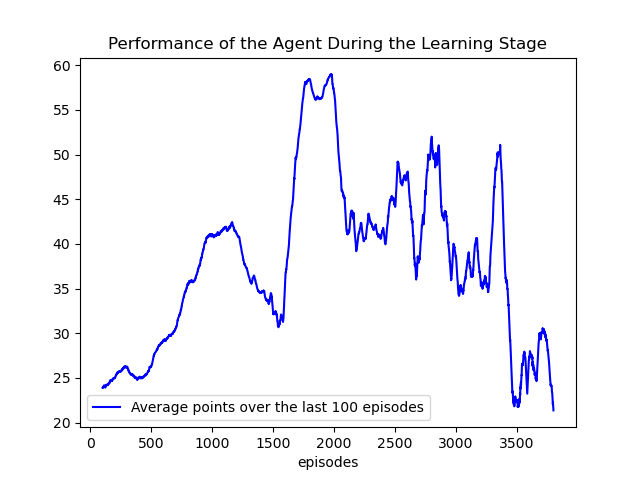 Performance of the Agent During the Learning Stage
60
55
50
45
40
35
30
25
20
Average points over the last 100 episodes
0 500 1000 1500 2000 2500 3000 3500
episodes